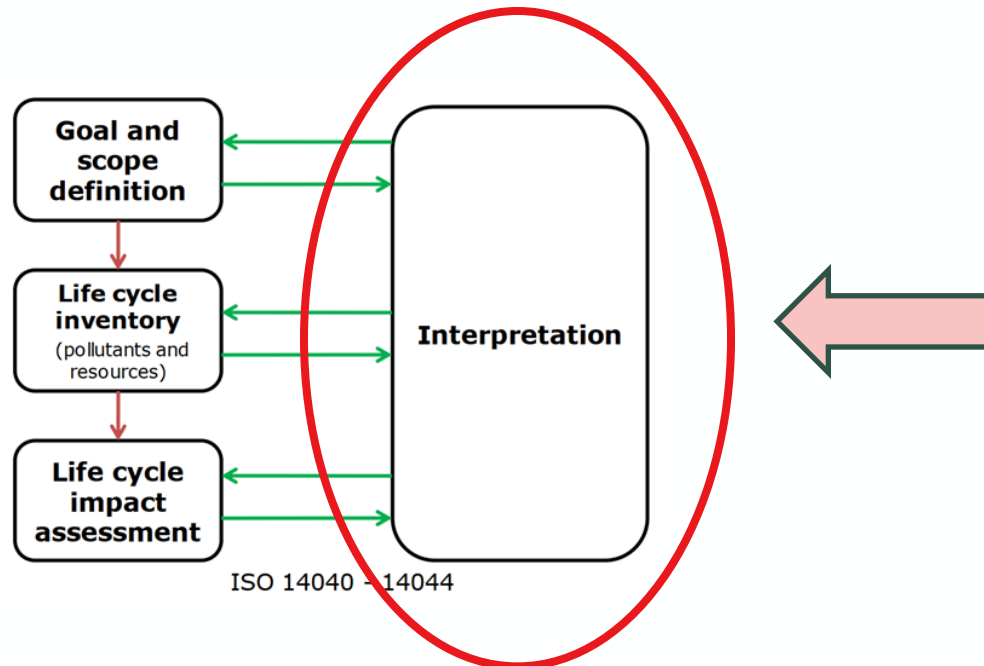 Goal and
scope
definition
Life cycle
inventory
(pollutants and
resources)
Life cycle
impact
assessment
Interpretation
ISO 14040 - 14044